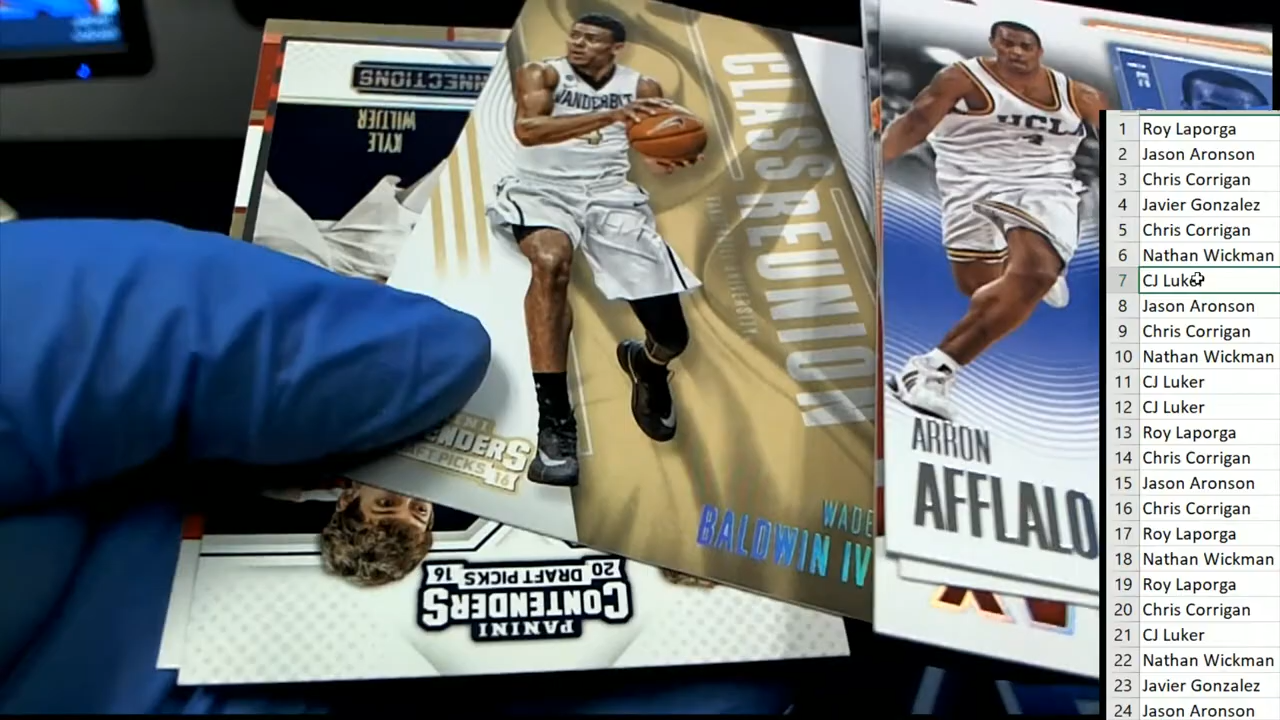 NNECTIONS
KYLE
WILTJER
VANDERBILT
4
CLASS REUNION
PANINI
CONTENDERS
DRAFT PICKS 16
WADE
BALDWIN IV
UCLA
4
ARRON
AFFLALO
20 DRAFT PICKS 16
CONTENDERS
PANINI
1 Roy Laporga
2 Jason Aronson
3 Chris Corrigan
4 Javier Gonzalez
5 Chris Corrigan
6 Nathan Wickman
7 CJ Luker
8 Jason Aronson
9 Chris Corrigan
10 Nathan Wickman
11 CJ Luker
12 CJ Luker
13 Roy Laporga
14 Chris Corrigan
15 Jason Aronson
16 Chris Corrigan
17 Roy Laporga
18 Nathan Wickman
19 Roy Laporga
20 Chris Corrigan
21 CJ Luker
22 Nathan Wickman
23 Javier Gonzalez
24 Jason Aronson